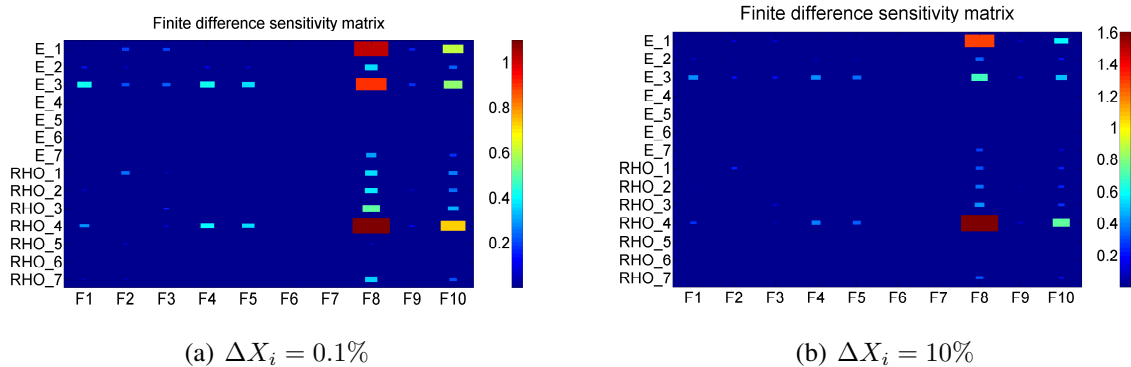 Finite difference sensitivity matrix
E_1
E_2
E_3
E_4
E_5
E_6
E_7
RHO_1
RHO_2
RHO_3
RHO_4
RHO_5
RHO_6
RHO_7
F1 F2 F3 F4 F5 F6 F7 F8 F9 F10
1
0.8
0.6
0.4
0.2
(a) ΔX_i = 0.1%
Finite difference sensitivity matrix
E_1
E_2
E_3
E_4
E_5
E_6
E_7
RHO_1
RHO_2
RHO_3
RHO_4
RHO_5
RHO_6
RHO_7
F1 F2 F3 F4 F5 F6 F7 F8 F9 F10
1.6
1.4
1.2
1
0.8
0.6
0.4
0.2
(b) ΔX_i = 10%